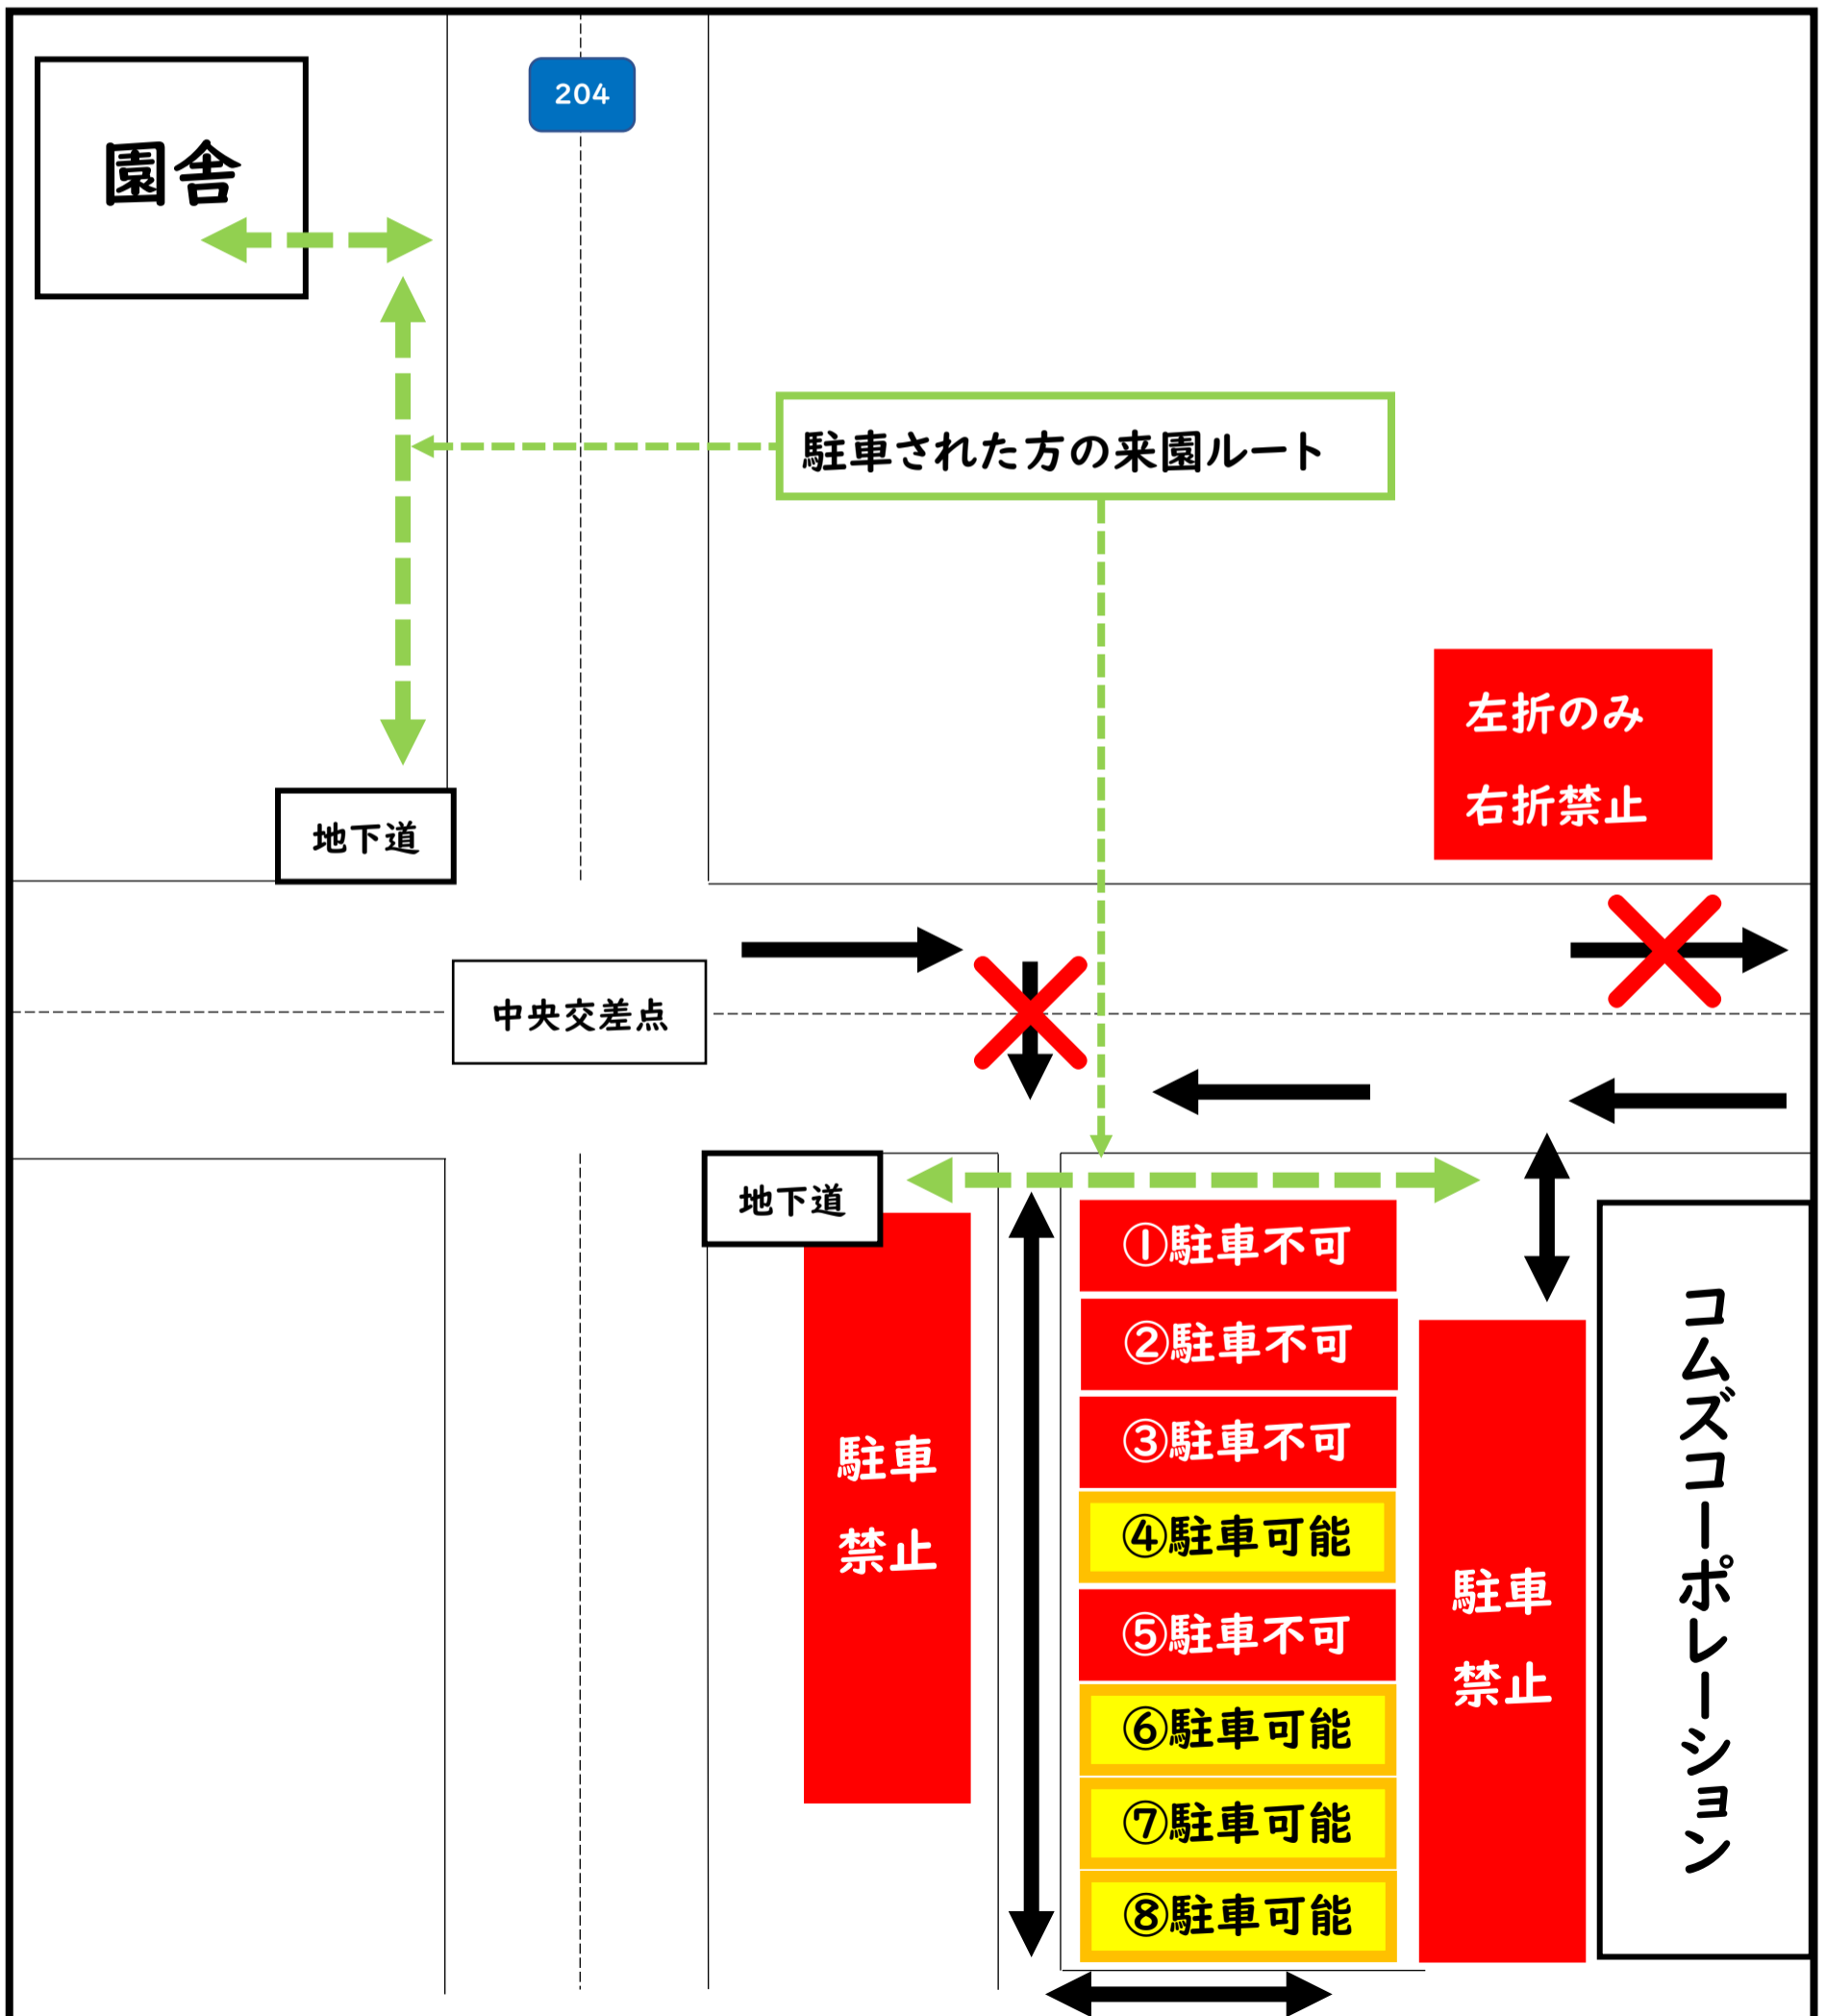 204
園舎
駐車された方の来園ルート
左折のみ
右折禁止
地下道
中央交差点
地下道
①駐車不可
②駐車不可
③駐車不可
④駐車可能
⑤駐車不可
⑥駐車可能
⑦駐車可能
⑧駐車可能
駐車
禁止
駐車
禁止
コムズコーポレーション